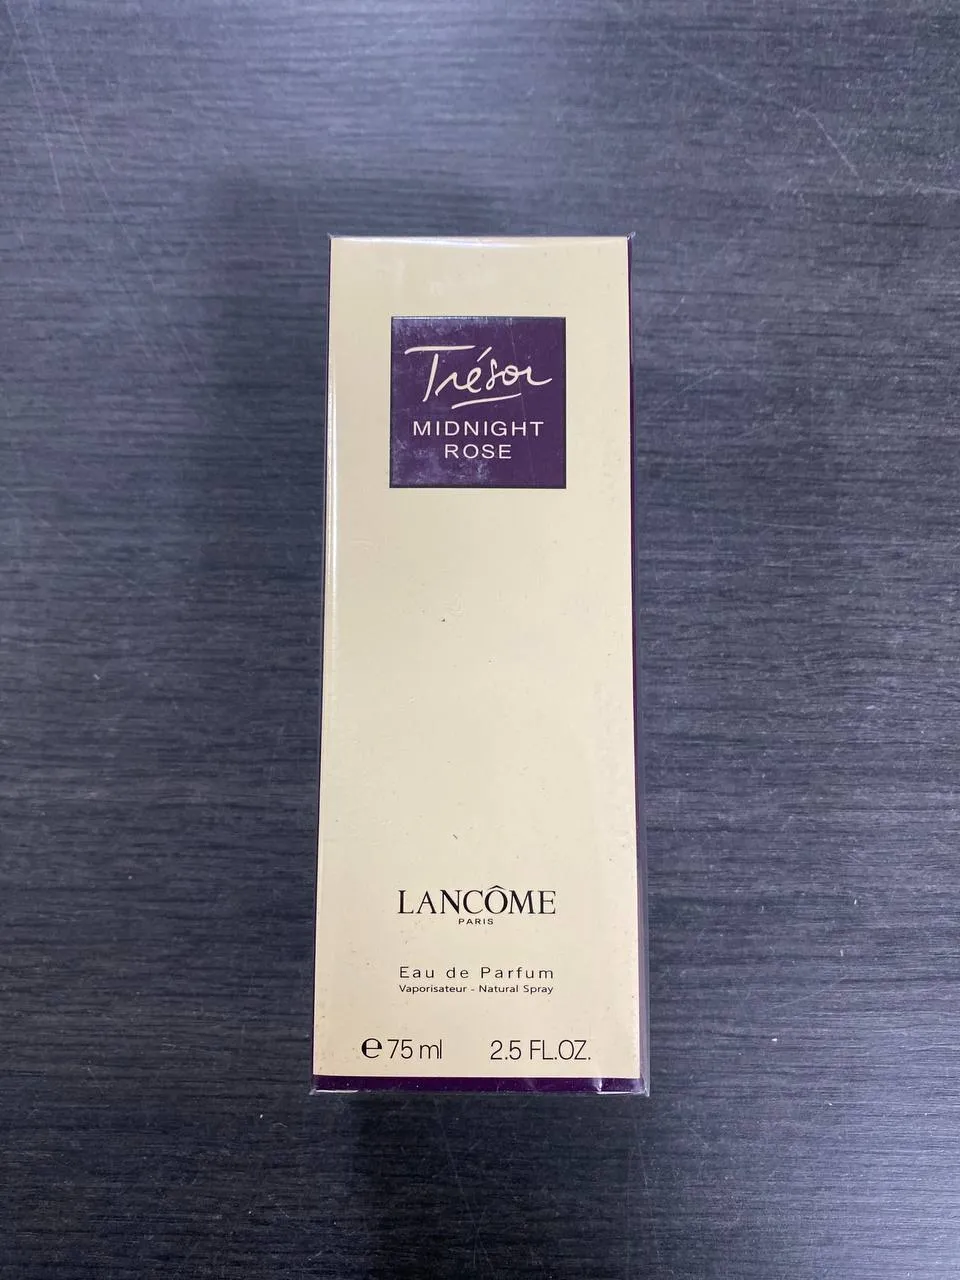 Trésor
MIDNIGHT
ROSE
LANCÔME
PARIS
Eau de Parfum
Vaporisateur - Natural Spray
℮ 75 ml 2.5 FL.OZ.